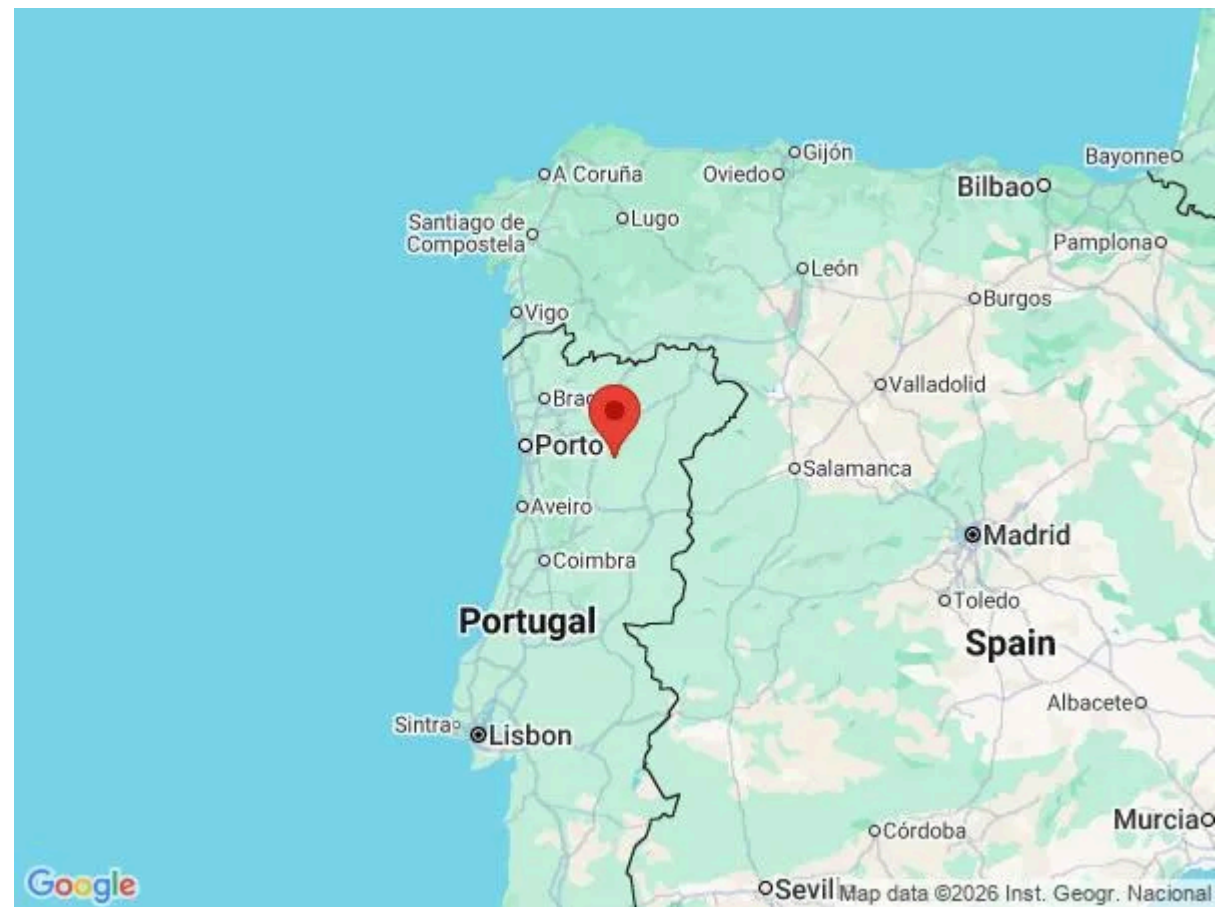 Gijón
Bayonne
A Coruña
Oviedo
Bilbao
Santiago de
Compostela
Lugo
Pamplona
León
Burgos
Vigo
Valladolid
Porto
Salamanca
Aveiro
Madrid
Coimbra
Toledo
Portugal
Spain
Albacete
Sintra
Lisbon
Murcia
Córdoba
Google
Sevil
Map data ©2026 Inst. Geogr. Nacional